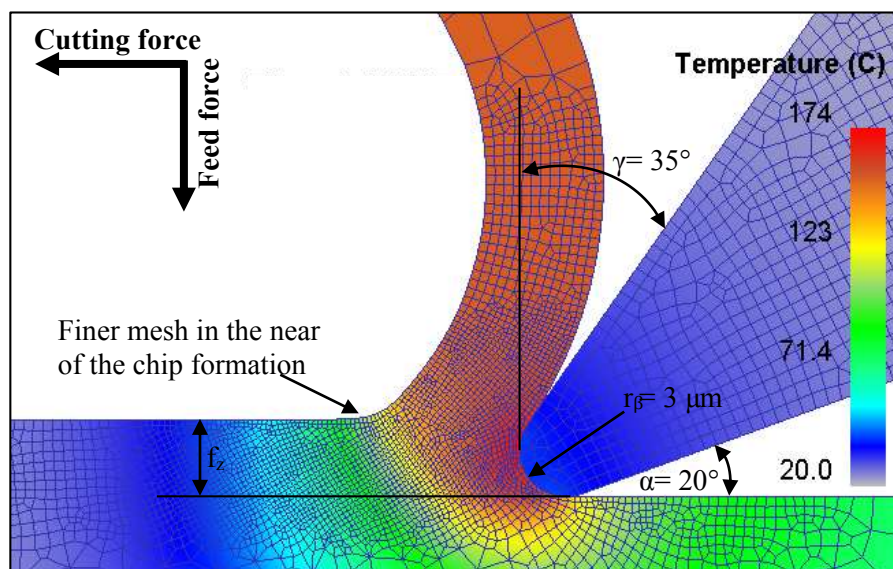 Cutting force
Feed force
Temperature (C)
174
γ= 35°
123
Finer mesh in the near
of the chip formation
71.4
rβ= 3 μm
fz
α= 20°
20.0